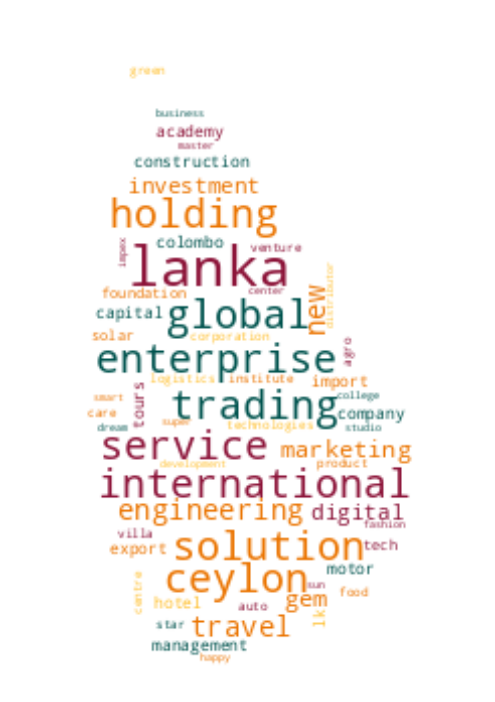 green
business
academy
master
construction
investment
holding
colombo
impex
venture
lanka
center
foundation
new
distributor
capital
global
solar
corporation
enterprise
agro
logistics
institute
import
tours
smart
trading
college
care
company
super
dream
technologies
studio
service
marketing
development
product
international
engineering
digital
fashion
villa
solution
export
tech
ceylon
motor
sun
centre
gem
food
hotel
auto
lk
star
travel
management
happy